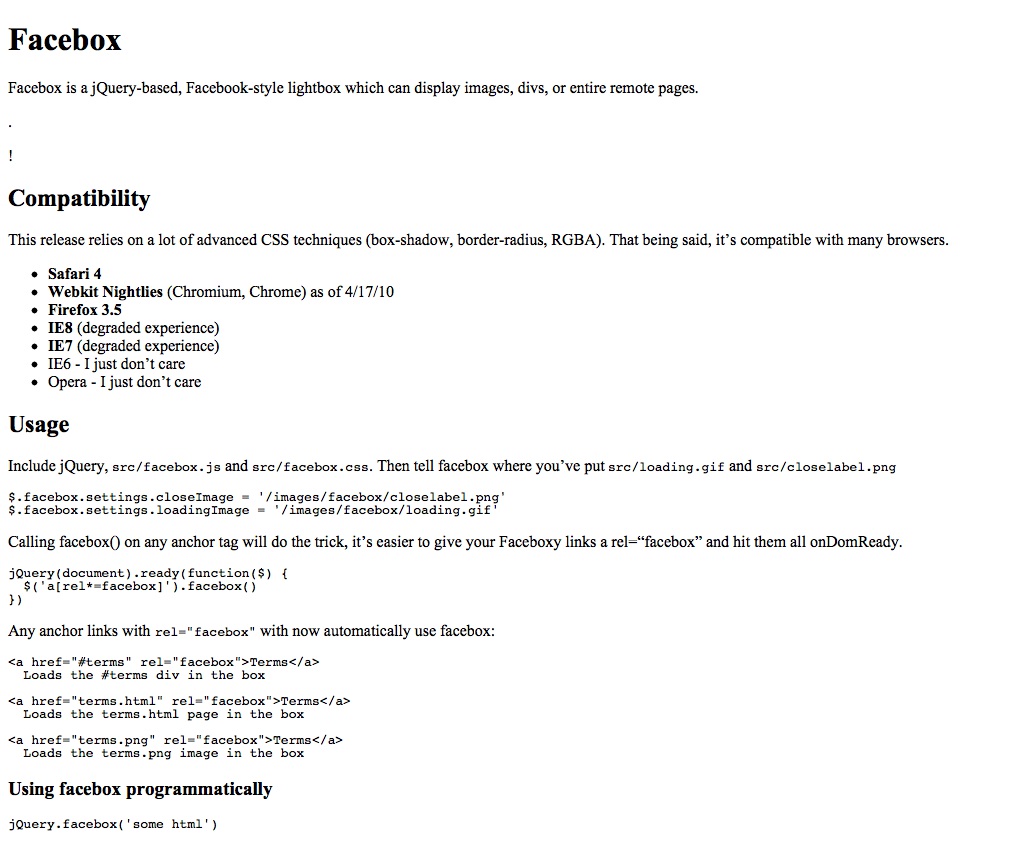 Facebox
Facebox is a jQuery-based, Facebook-style lightbox which can display images, divs, or entire remote pages.
.
!
Compatibility
This release relies on a lot of advanced CSS techniques (box-shadow, border-radius, RGBA). That being said, it’s compatible with many browsers.
• Safari 4
• Webkit Nightlies (Chromium, Chrome) as of 4/17/10
• Firefox 3.5
• IE8 (degraded experience)
• IE7 (degraded experience)
• IE6 - I just don’t care
• Opera - I just don’t care
Usage
Include jQuery, src/facebox.js and src/facebox.css. Then tell facebox where you’ve put src/loading.gif and src/closelabel.png
$.facebox.settings.closeImage = '/images/facebox/closelabel.png'
$.facebox.settings.loadingImage = '/images/facebox/loading.gif'
Calling facebox() on any anchor tag will do the trick, it’s easier to give your Faceboxy links a rel=“facebox” and hit them all onDomReady.
jQuery(document).ready(function($) {
  $('a[rel*=facebox]').facebox()
})
Any anchor links with rel="facebox" with now automatically use facebox:
<a href="#terms" rel="facebox">Terms</a>
  Loads the #terms div in the box
<a href="terms.html" rel="facebox">Terms</a>
  Loads the terms.html page in the box
<a href="terms.png" rel="facebox">Terms</a>
  Loads the terms.png image in the box
Using facebox programmatically
jQuery.facebox('some html')